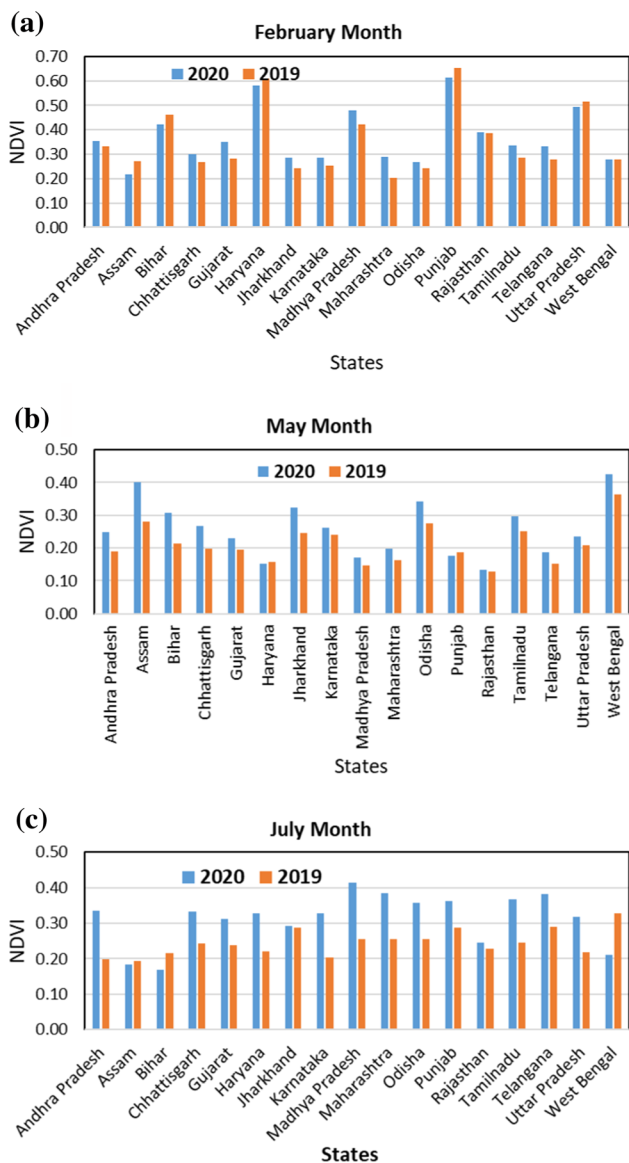 (a)
February Month
2020 2019
NDVI
0.70
0.60
0.50
0.40
0.30
0.20
0.10
0.00
Andhra Pradesh
Assam
Bihar
Chhattisgarh
Gujarat
Haryana
Jharkhand
Karnataka
Madhya Pradesh
Maharashtra
Odisha
Punjab
Rajasthan
Tamilnadu
Telangana
Uttar Pradesh
West Bengal
States
(b)
May Month
2020 2019
NDVI
0.50
0.40
0.30
0.20
0.10
0.00
Andhra Pradesh
Assam
Bihar
Chhattisgarh
Gujarat
Haryana
Jharkhand
Karnataka
Madhya Pradesh
Maharashtra
Odisha
Punjab
Rajasthan
Tamilnadu
Telangana
Uttar Pradesh
West Bengal
States
(c)
July Month
2020 2019
NDVI
0.50
0.40
0.30
0.20
0.10
0.00
Andhra Pradesh
Assam
Bihar
Chhattisgarh
Gujarat
Haryana
Jharkhand
Karnataka
Madhya Pradesh
Maharashtra
Odisha
Punjab
Rajasthan
Tamilnadu
Telangana
Uttar Pradesh
West Bengal
States